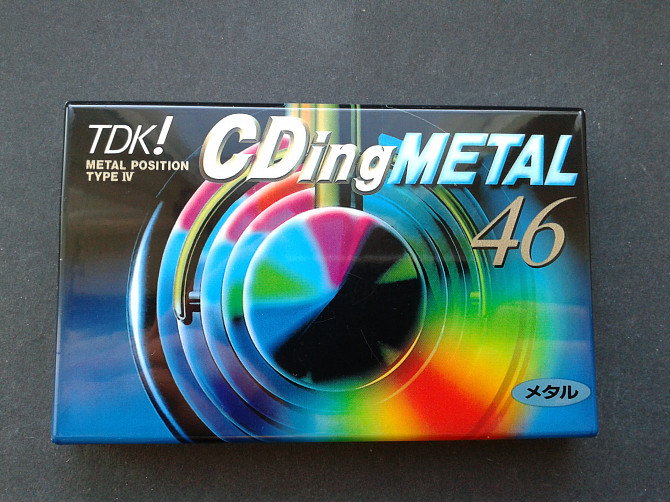 TDK!
METAL POSITION
TYPE IV
CDingMETAL
46
メタル